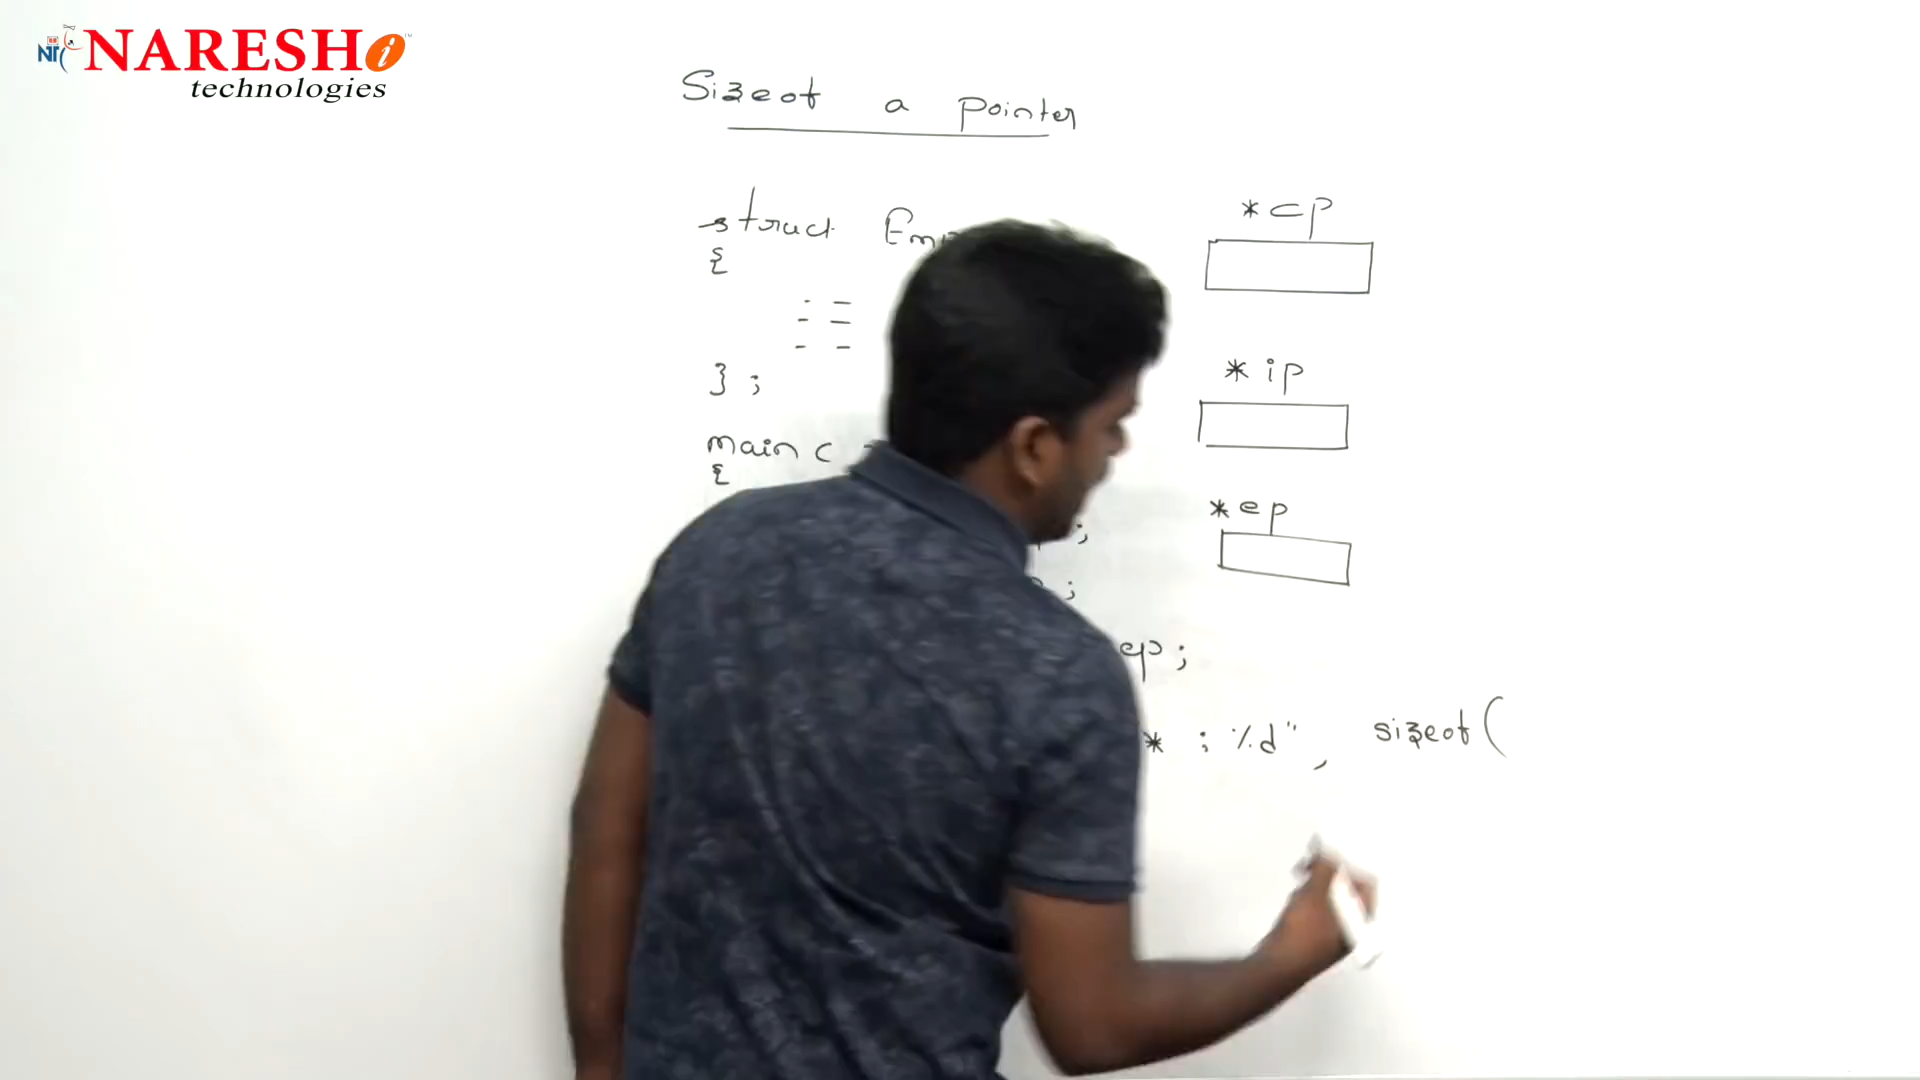 NARESH i
technologies
Sizeof a pointer
struct Emp
{
};
main (
{
;
;
ep;
* : %d", sizeof(
*cp
*ip
*ep